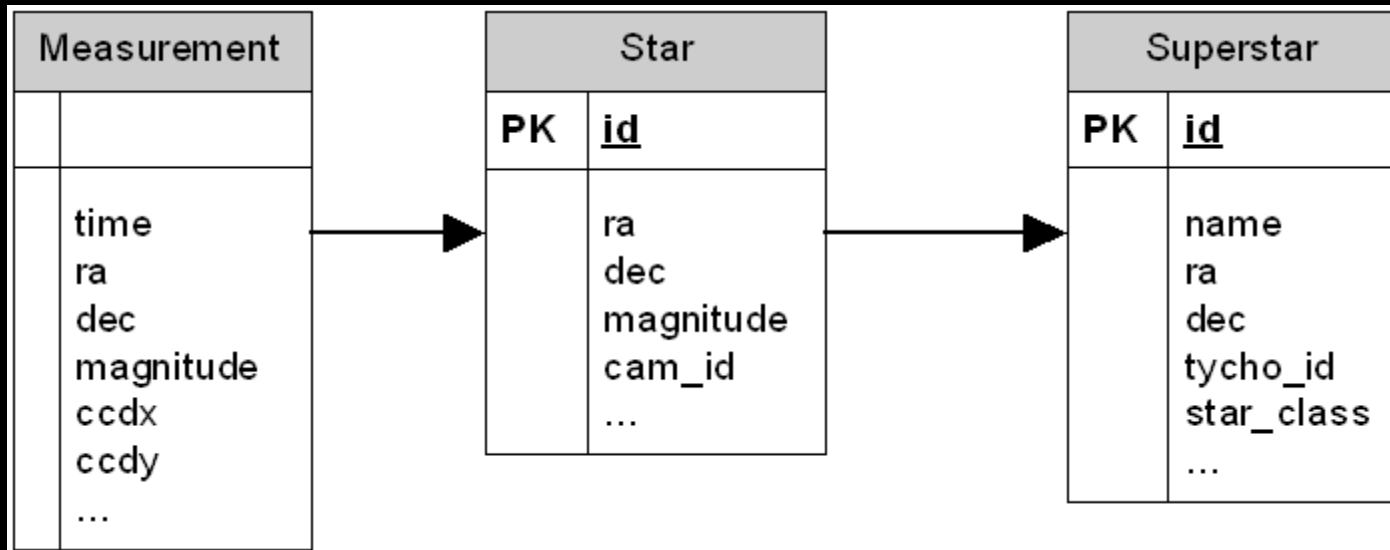 Measurement
time
ra
dec
magnitude
ccdx
ccdy
...
Star
PK id
ra
dec
magnitude
cam_id
...
Superstar
PK id
name
ra
dec
tycho_id
star_class
...